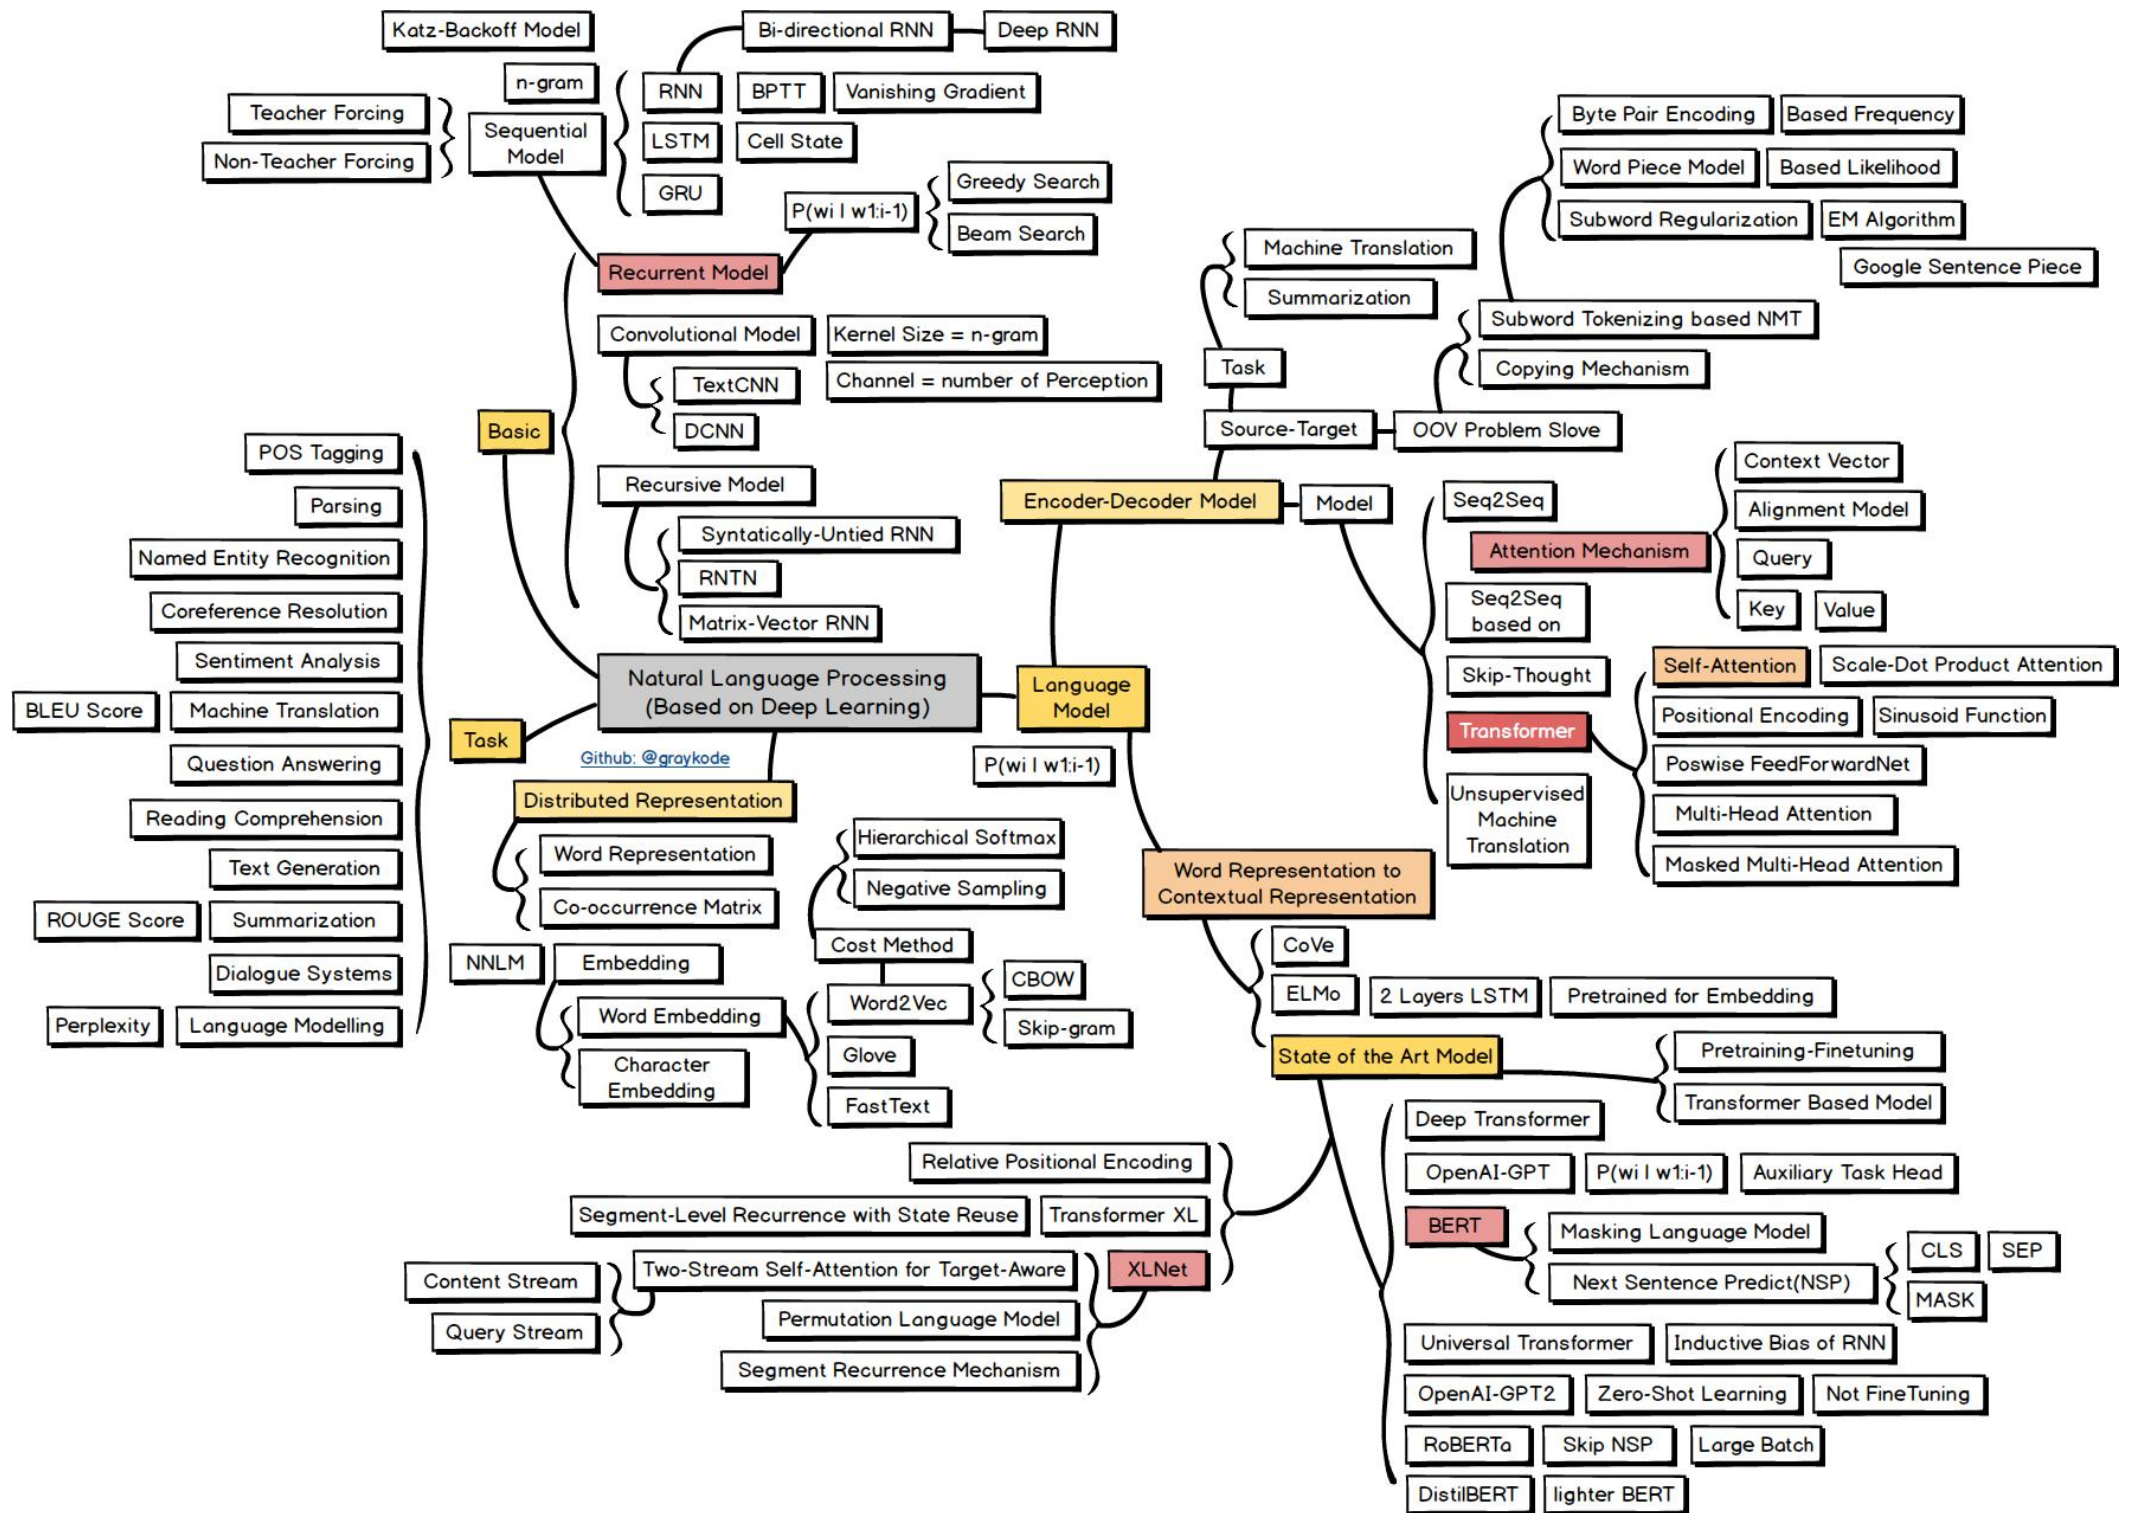 Katz-Backoff Model
Bi-directional RNN
Deep RNN
n-gram
RNN
BPTT
Vanishing Gradient
Teacher Forcing
Non-Teacher Forcing
Sequential
Model
LSTM
Cell State
GRU
P(wi | w1:i-1)
Greedy Search
Beam Search
Recurrent Model
Convolutional Model
Kernel Size = n-gram
Channel = number of Perception
TextCNN
DCNN
Basic
Recursive Model
Syntatically-Untied RNN
RNTN
Matrix-Vector RNN
POS Tagging
Parsing
Named Entity Recognition
Coreference Resolution
Sentiment Analysis
BLEU Score
Machine Translation
Question Answering
Reading Comprehension
Text Generation
ROUGE Score
Summarization
Dialogue Systems
Perplexity
Language Modelling
Task
Natural Language Processing
(Based on Deep Learning)
Github: @graykode
Language
Model
P(wi | w1:i-1)
Distributed Representation
Word Representation
Co-occurrence Matrix
NNLM
Embedding
Word Embedding
Character
Embedding
Hierarchical Softmax
Negative Sampling
Cost Method
Word2Vec
CBOW
Skip-gram
Glove
FastText
Byte Pair Encoding
Based Frequency
Word Piece Model
Based Likelihood
Subword Regularization
EM Algorithm
Google Sentence Piece
Machine Translation
Summarization
Subword Tokenizing based NMT
Copying Mechanism
Task
Source-Target
OOV Problem Slove
Encoder-Decoder Model
Model
Seq2Seq
Attention Mechanism
Context Vector
Alignment Model
Query
Key
Value
Seq2Seq
based on
Skip-Thought
Transformer
Self-Attention
Scale-Dot Product Attention
Positional Encoding
Sinusoid Function
Poswise FeedForwardNet
Multi-Head Attention
Masked Multi-Head Attention
Unsupervised
Machine
Translation
Word Representation to
Contextual Representation
CoVe
ELMo
2 Layers LSTM
Pretrained for Embedding
State of the Art Model
Pretraining-Finetuning
Transformer Based Model
Relative Positional Encoding
Segment-Level Recurrence with State Reuse
Transformer XL
Content Stream
Query Stream
Two-Stream Self-Attention for Target-Aware
XLNet
Permutation Language Model
Segment Recurrence Mechanism
Deep Transformer
OpenAI-GPT
P(wi | w1:i-1)
Auxiliary Task Head
BERT
Masking Language Model
Next Sentence Predict(NSP)
CLS
SEP
MASK
Universal Transformer
Inductive Bias of RNN
OpenAI-GPT2
Zero-Shot Learning
Not FineTuning
RoBERTa
Skip NSP
Large Batch
DistilBERT
lighter BERT